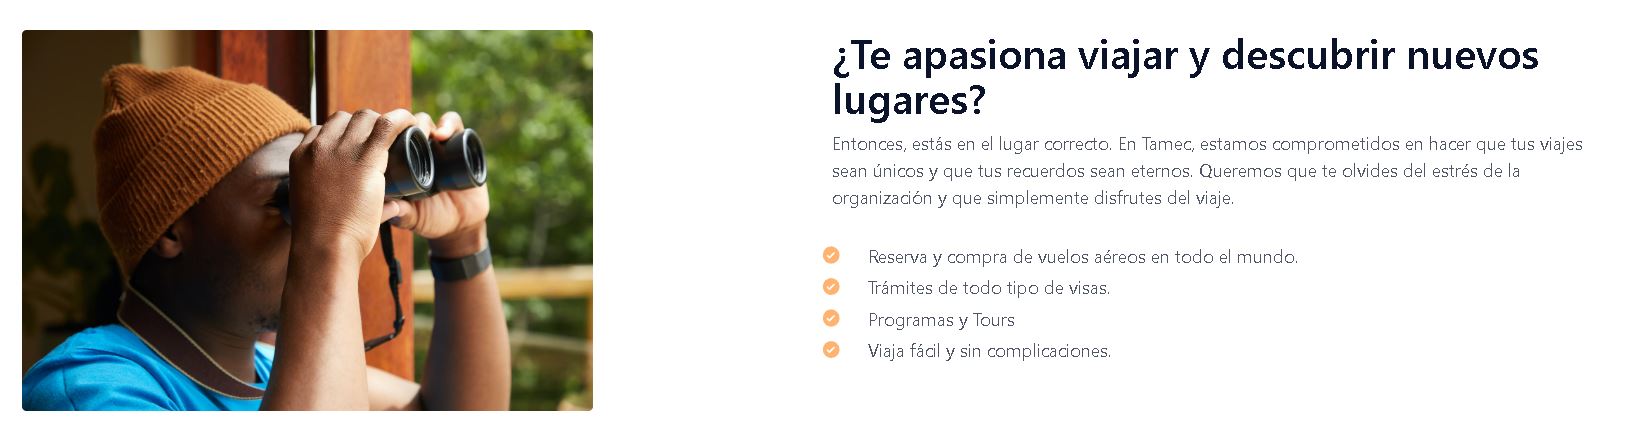 ¿Te apasiona viajar y descubrir nuevos
lugares?
Entonces, estás en el lugar correcto. En Tamec, estamos comprometidos en hacer que tus viajes
sean únicos y que tus recuerdos sean eternos. Queremos que te olvides del estrés de la
organización y que simplemente disfrutes del viaje.
Reserva y compra de vuelos aéreos en todo el mundo.
Trámites de todo tipo de visas.
Programas y Tours
Viaja fácil y sin complicaciones.